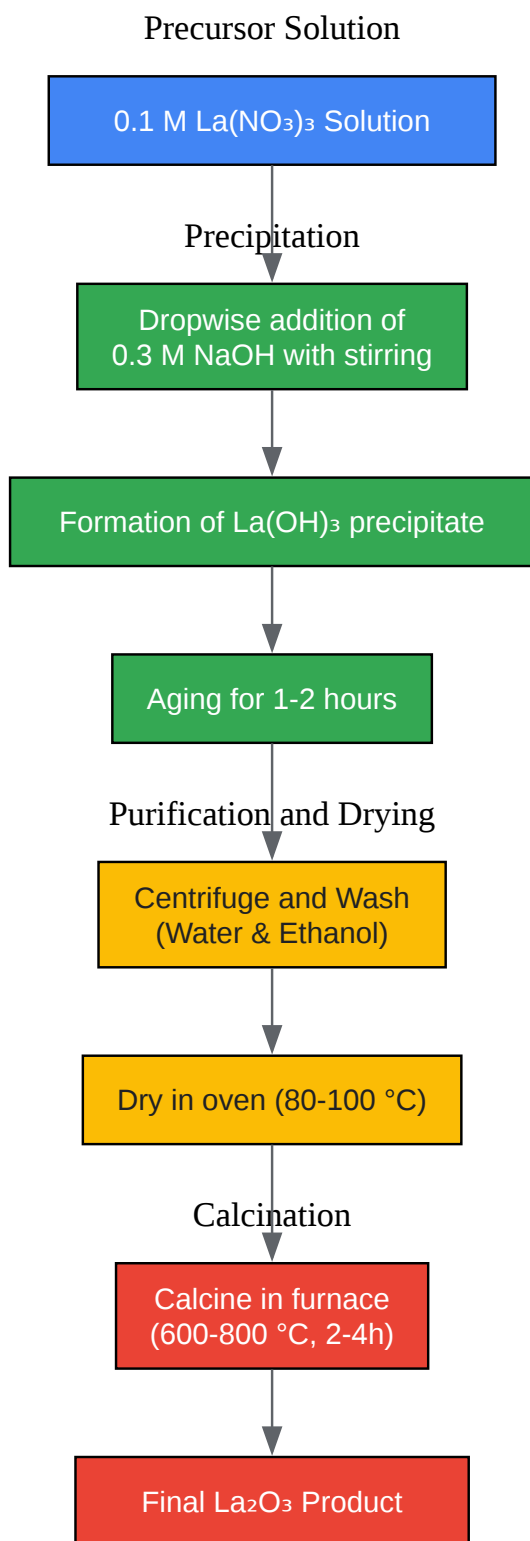 Precursor Solution
0.1 M La(NO₃)₃ Solution
Precipitation
Dropwise addition of
0.3 M NaOH with stirring
Formation of La(OH)₃ precipitate
Aging for 1-2 hours
Purification and Drying
Centrifuge and Wash
(Water & Ethanol)
Dry in oven (80-100 °C)
Calcination
Calcine in furnace
(600-800 °C, 2-4h)
Final La₂O₃ Product